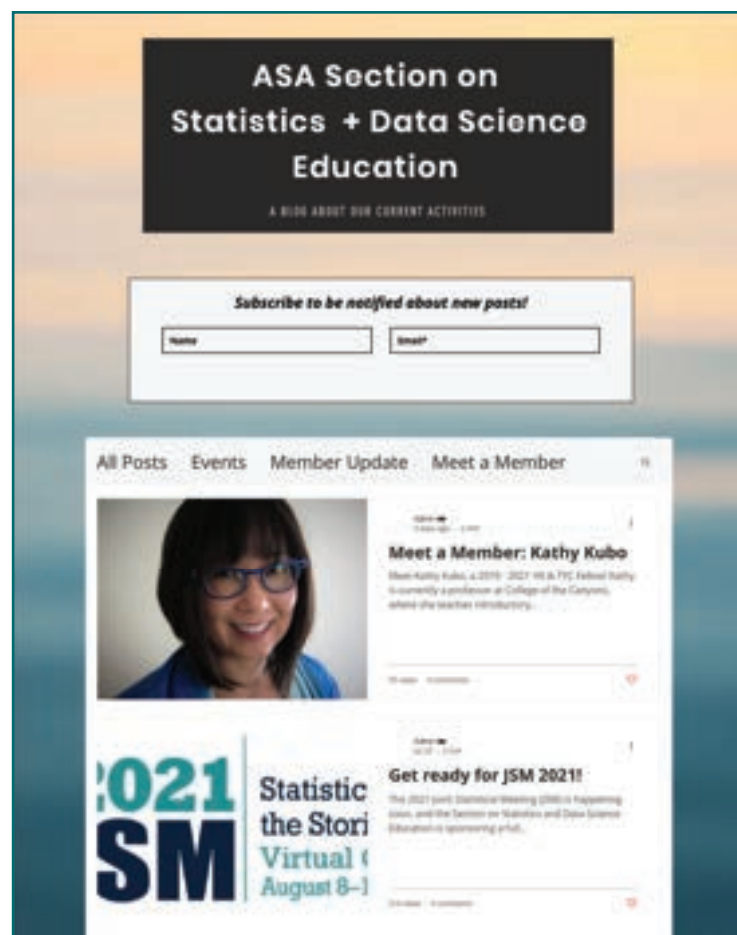 ASA Section on
Statistics + Data Science
Education
A BLOG ABOUT OUR CURRENT ACTIVITIES
Subscribe to be notified about new posts!
Name
Email*
All Posts Events Member Update Meet a Member
Meet a Member: Kathy Kubo
Meet Kathy Kubo, a 2019 2021 Kathy
is currently a professor at College of the Canyons,
where she teaches introductory...
2021
JSM
Statistic
the Stori
Virtual
August 8–1
Get ready for JSM 2021!
The 2021 Joint Statistical Meeting (JSM) is happening
soon, and the Section on Statistics and Data Science
Education is sponsoring a full...